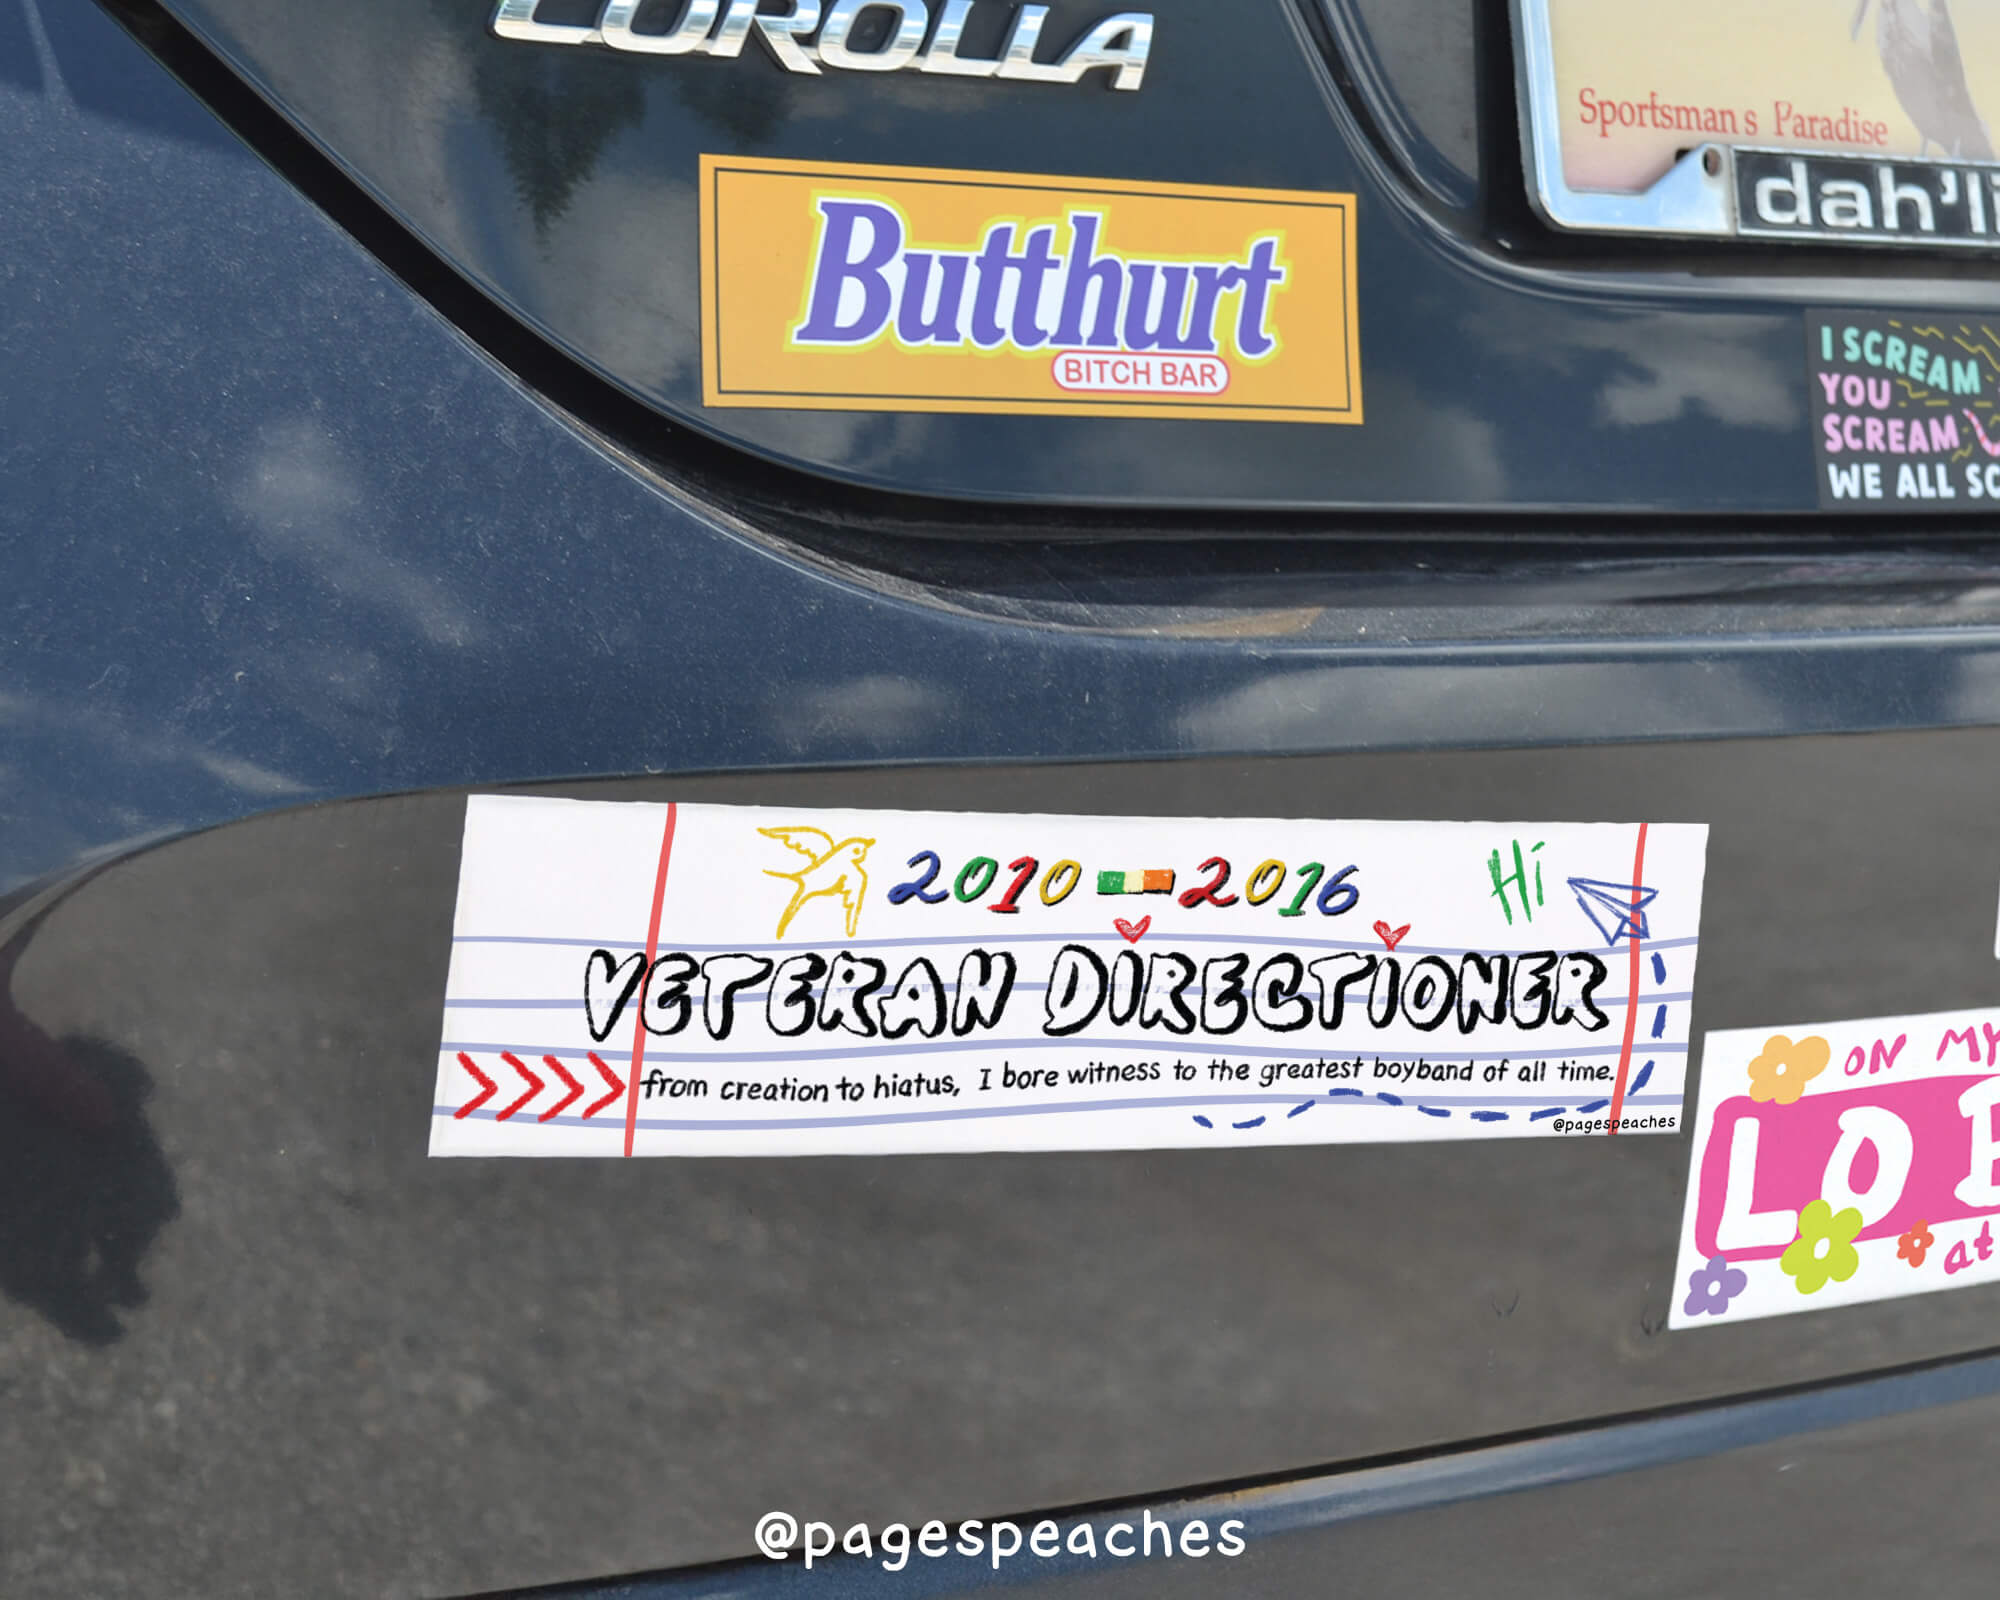 COROLLA
Sportsman's Paradise
dah'li
Butthurt
BITCH BAR
I SCREAM
YOU
SCREAM
WE ALL SC
2010 2016
Hi
VETERAN DIRECTIONER
from creation to hiatus, I bore witness to the greatest boyband of all time.
@pagespeaches
ON MY
LO
at
@pagespeaches